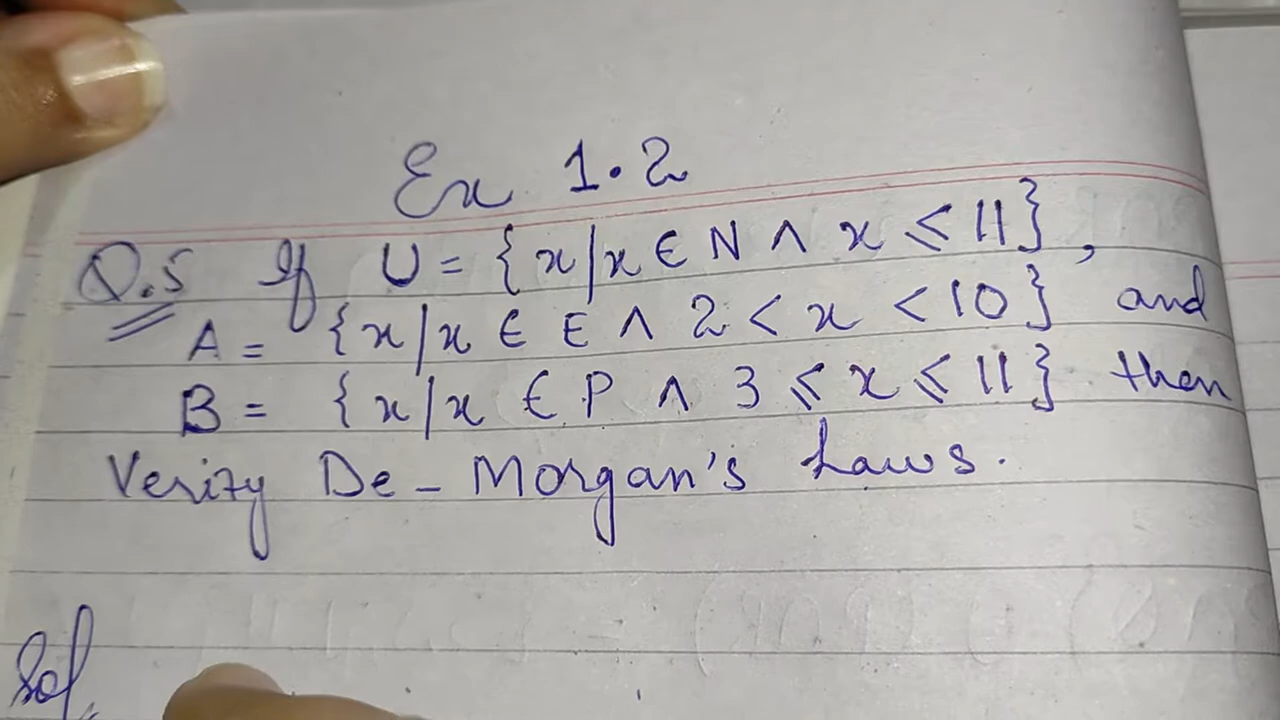 Ex 1.2
Q.5 If U = {x/x ∈ N ∧ x ⩽ 11},
A = {x/x ∈ E ∧ 2 < x < 10} and
B = {x/x ∈ P ∧ 3 ⩽ x ⩽ 11} then
Verify De-Morgan's Laws.
Sol,